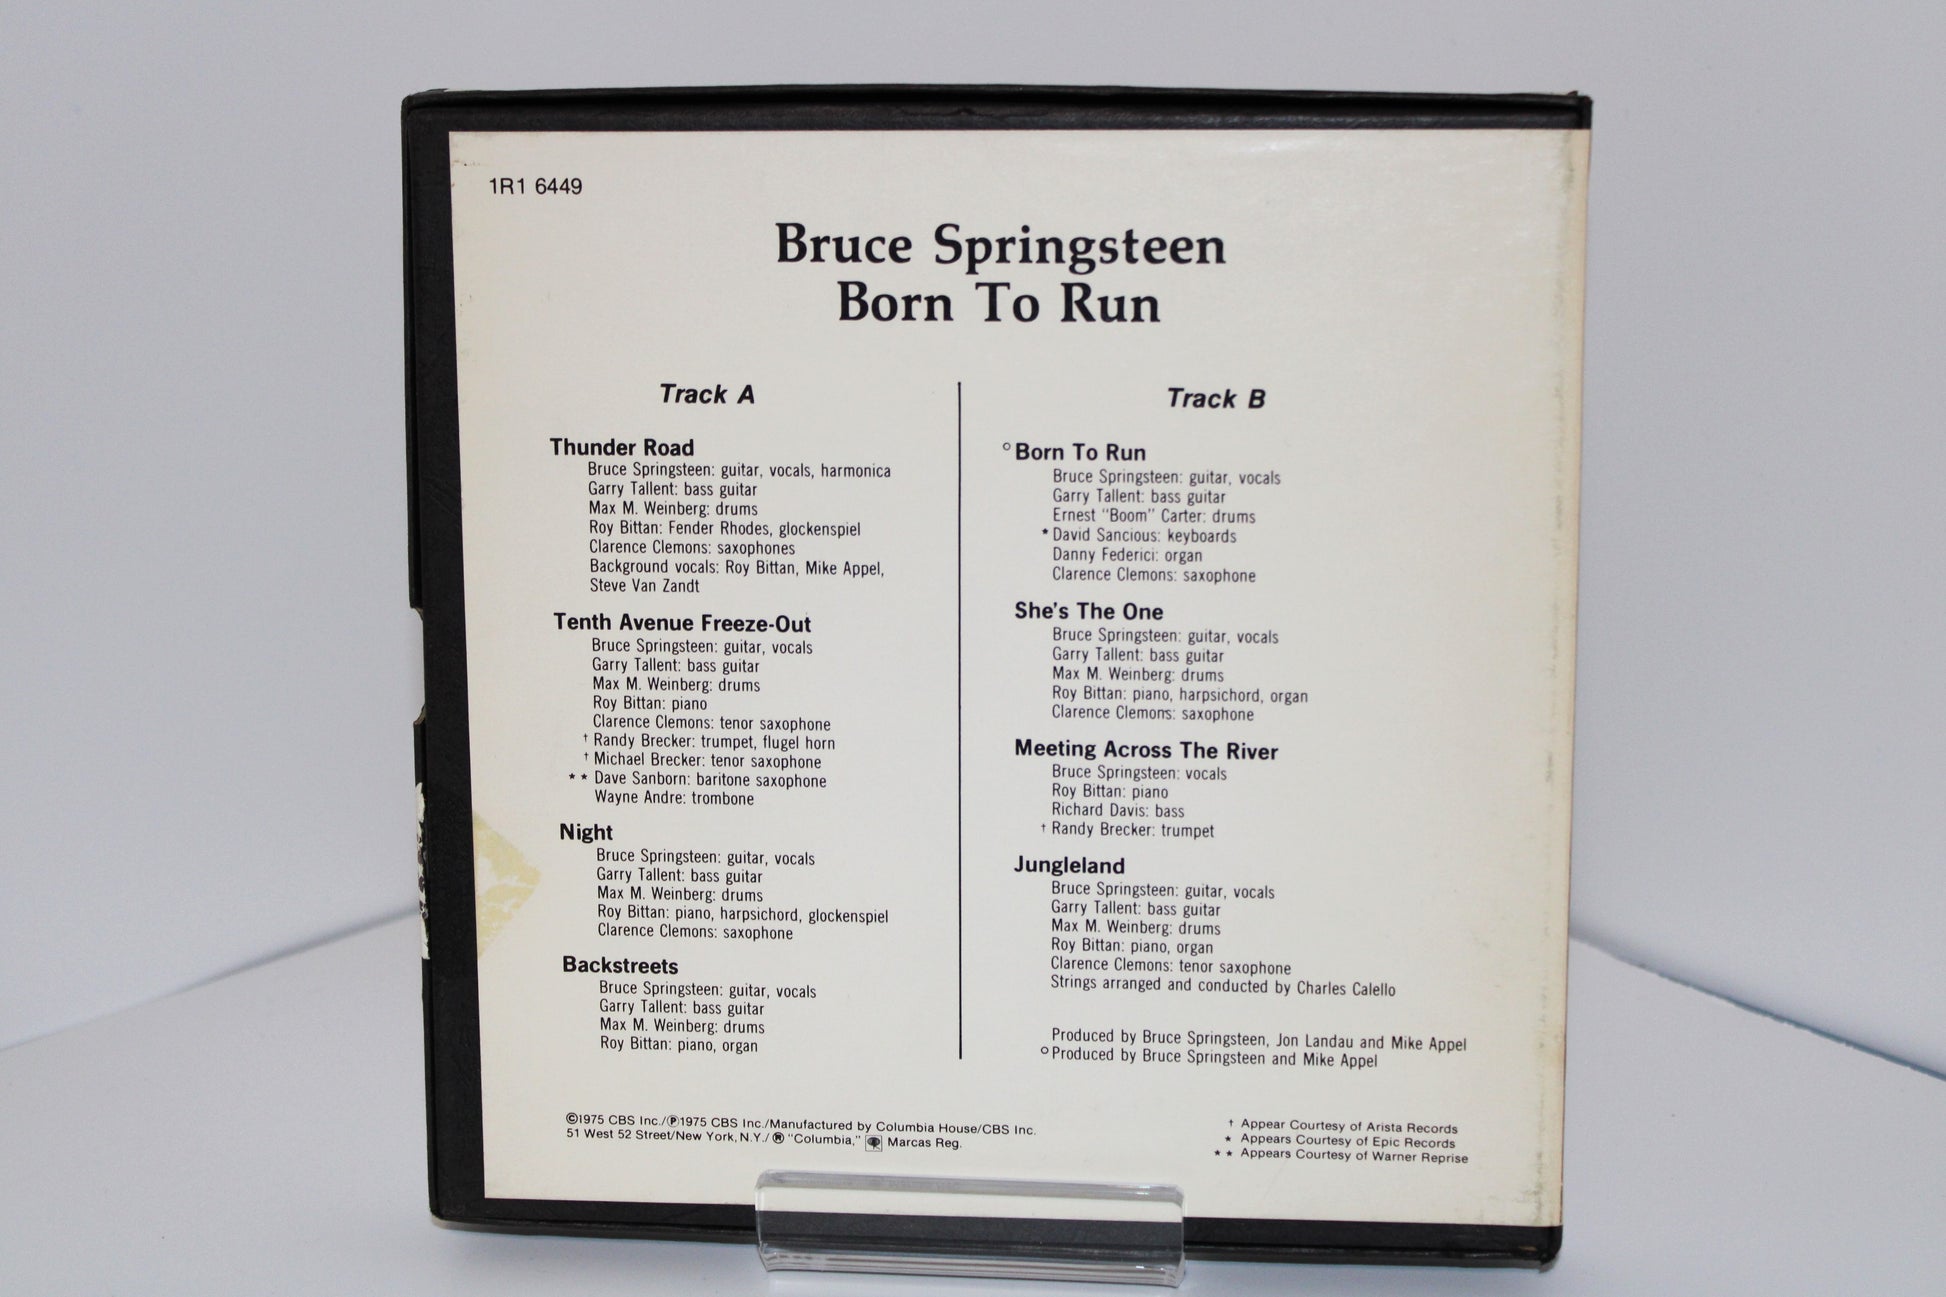 1R1 6449
Bruce Springsteen
Born To Run
Track A
Thunder Road
Bruce Springsteen: guitar, vocals, harmonica
Garry Tallent: bass guitar
Max M. Weinberg: drums
Roy Bittan: Fender Rhodes, glockenspiel
Clarence Clemons: saxophones
Background vocals: Roy Bittan, Mike Appel,
Steve Van Zandt
Tenth Avenue Freeze-Out
Bruce Springsteen: guitar, vocals
Garry Tallent: bass guitar
Max M. Weinberg: drums
Roy Bittan: piano
Clarence Clemons: tenor saxophone
† Randy Brecker: trumpet, flugel horn
† Michael Brecker: tenor saxophone
* * Dave Sanborn: baritone saxophone
Wayne Andre: trombone
Night
Bruce Springsteen: guitar, vocals
Garry Tallent: bass guitar
Max M. Weinberg: drums
Roy Bittan: piano, harpsichord, glockenspiel
Clarence Clemons: saxophone
Backstreets
Bruce Springsteen: guitar, vocals
Garry Tallent: bass guitar
Max M. Weinberg: drums
Roy Bittan: piano, organ
Track B
° Born To Run
Bruce Springsteen: guitar, vocals
Garry Tallent: bass guitar
Ernest "Boom" Carter: drums
* David Sancious: keyboards
Danny Federici: organ
Clarence Clemons: saxophone
She's The One
Bruce Springsteen: guitar, vocals
Garry Tallent: bass guitar
Max M. Weinberg: drums
Roy Bittan: piano, harpsichord, organ
Clarence Clemons: saxophone
Meeting Across The River
Bruce Springsteen: vocals
Roy Bittan: piano
Richard Davis: bass
† Randy Brecker: trumpet
Jungleland
Bruce Springsteen: guitar, vocals
Garry Tallent: bass guitar
Max M. Weinberg: drums
Roy Bittan: piano, organ
Clarence Clemons: tenor saxophone
Strings arranged and conducted by Charles Calello
Produced by Bruce Springsteen, Jon Landau and Mike Appel
° Produced by Bruce Springsteen and Mike Appel
©1975 CBS Inc./℗1975 CBS Inc./Manufactured by Columbia House/CBS Inc.
51 West 52 Street/New York, N.Y./ ® "Columbia," Marcas Reg.
† Appear Courtesy of Arista Records
* Appears Courtesy of Epic Records
* * Appears Courtesy of Warner Reprise